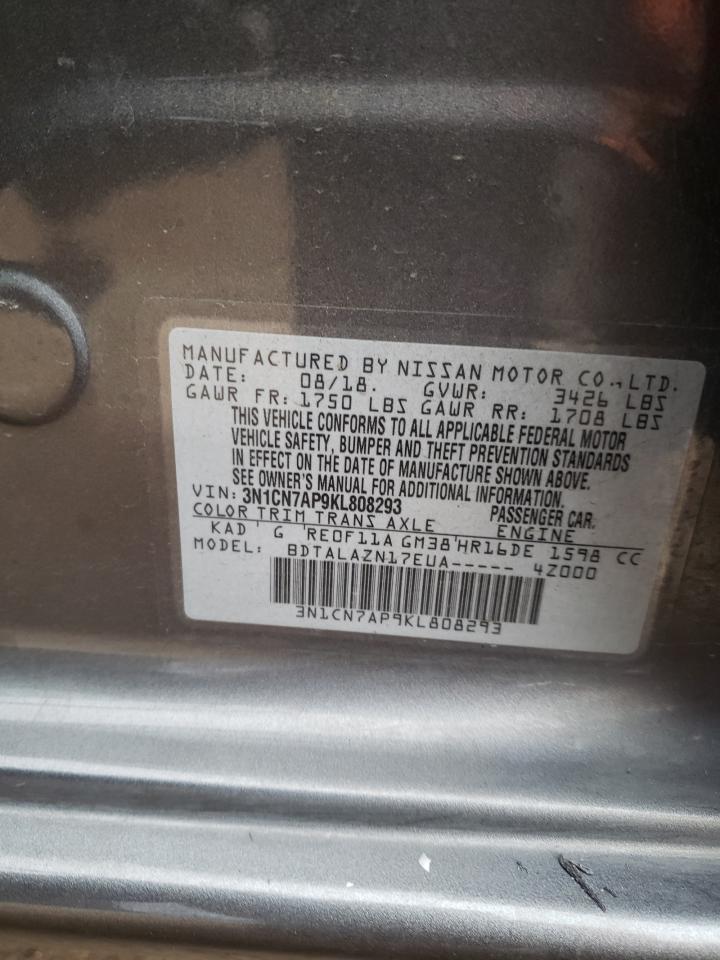 MANUFACTURED BY NISSAN MOTOR CO.,LTD.
DATE: 08/18. GVWR: 3426 LBS
GAWR FR: 1750 LBS GAWR RR: 1708 LBS
THIS VEHICLE CONFORMS TO ALL APPLICABLE FEDERAL MOTOR
VEHICLE SAFETY, BUMPER AND THEFT PREVENTION STANDARDS
IN EFFECT ON THE DATE OF MANUFACTURE SHOWN ABOVE.
SEE OWNER'S MANUAL FOR ADDITIONAL INFORMATION.
VIN: 3N1CN7AP9KL808293 PASSENGER CAR.
COLOR TRIM TRANS AXLE ENGINE
KAD ' G 'RE0F11A GM38'HR16DE 1598 CC
MODEL: BDTALAZN17EUA----- 4Z000
3N1CN7AP9KL808293